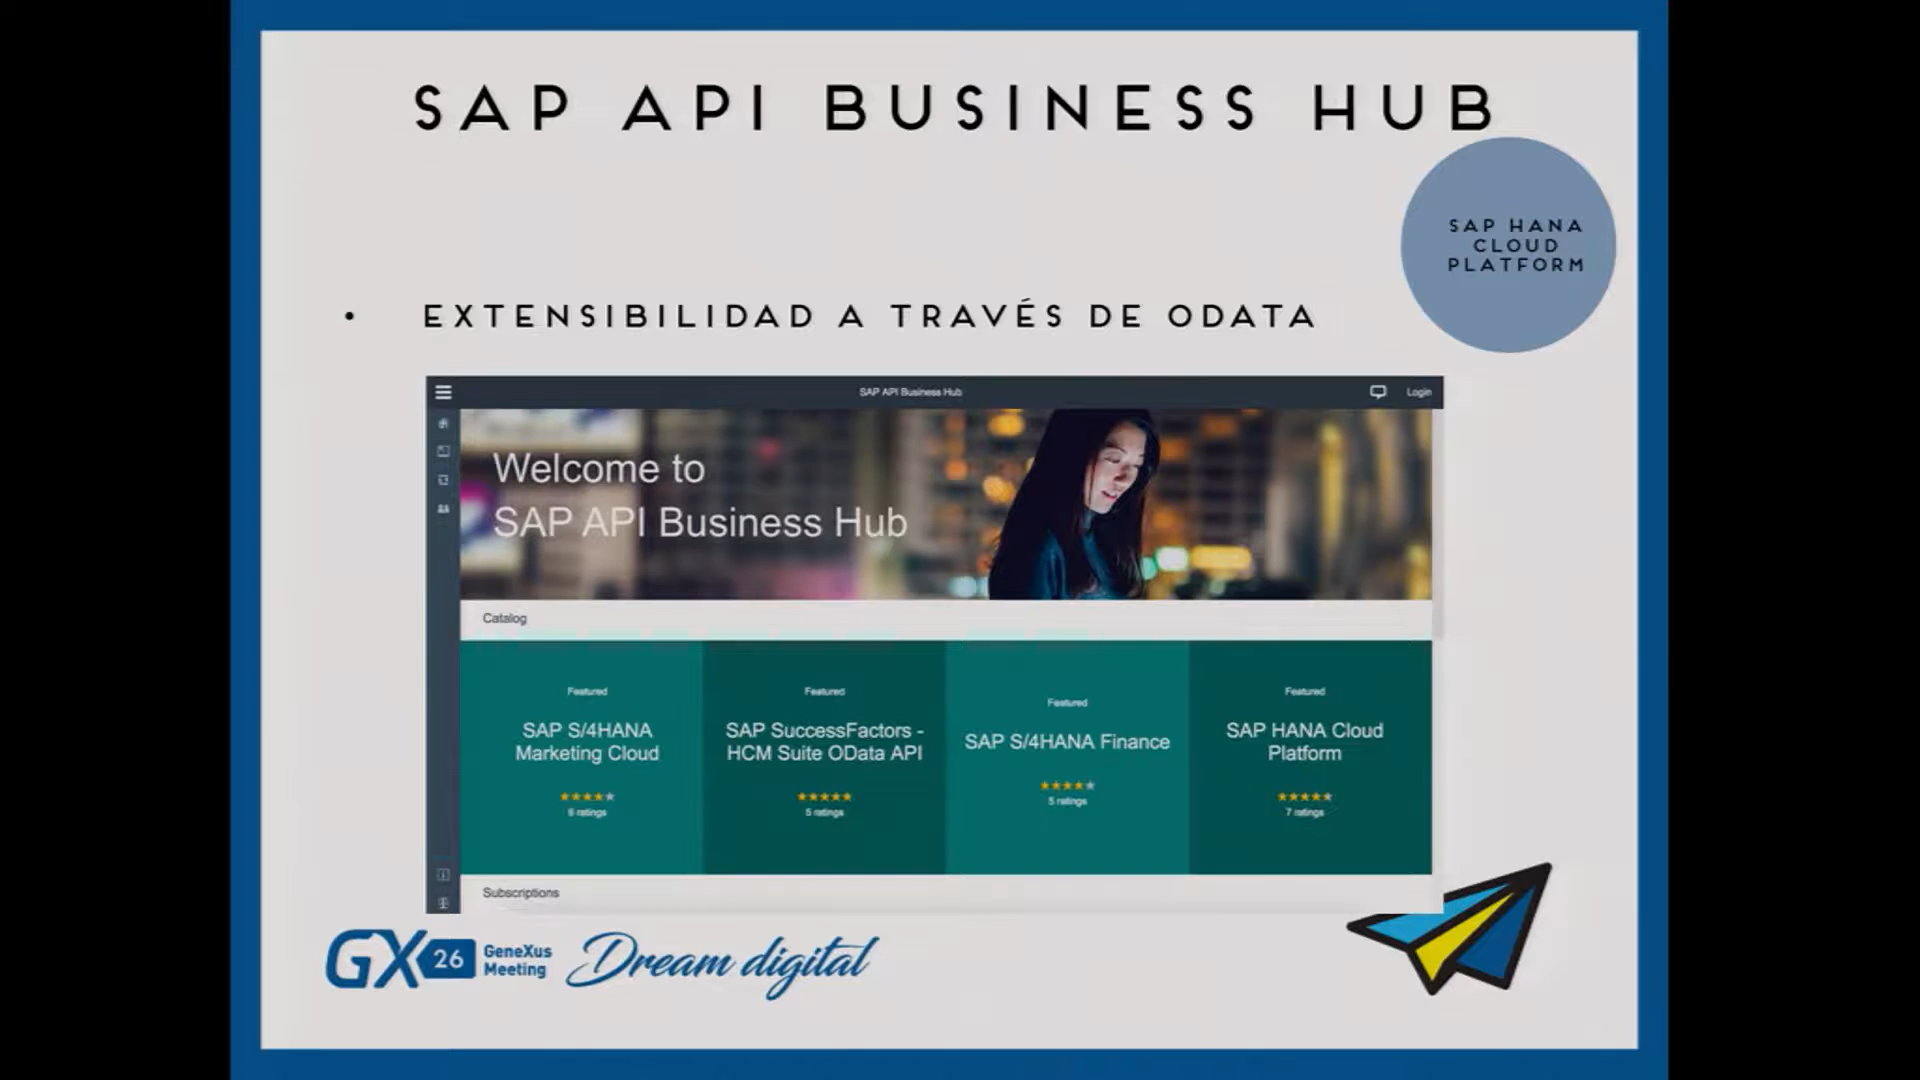 SAP API BUSINESS HUB
SAP HANA
CLOUD
PLATFORM
• EXTENSIBILIDAD A TRAVÉS DE ODATA
SAP API Business Hub
Login
Welcome to
SAP API Business Hub
Catalog
Featured
SAP S/4HANA
Marketing Cloud
6 ratings
Featured
SAP SuccessFactors -
HCM Suite OData API
5 ratings
Featured
SAP S/4HANA Finance
5 ratings
Featured
SAP HANA Cloud
Platform
7 ratings
Subscriptions
GX 26 GeneXus
Meeting
Dream digital